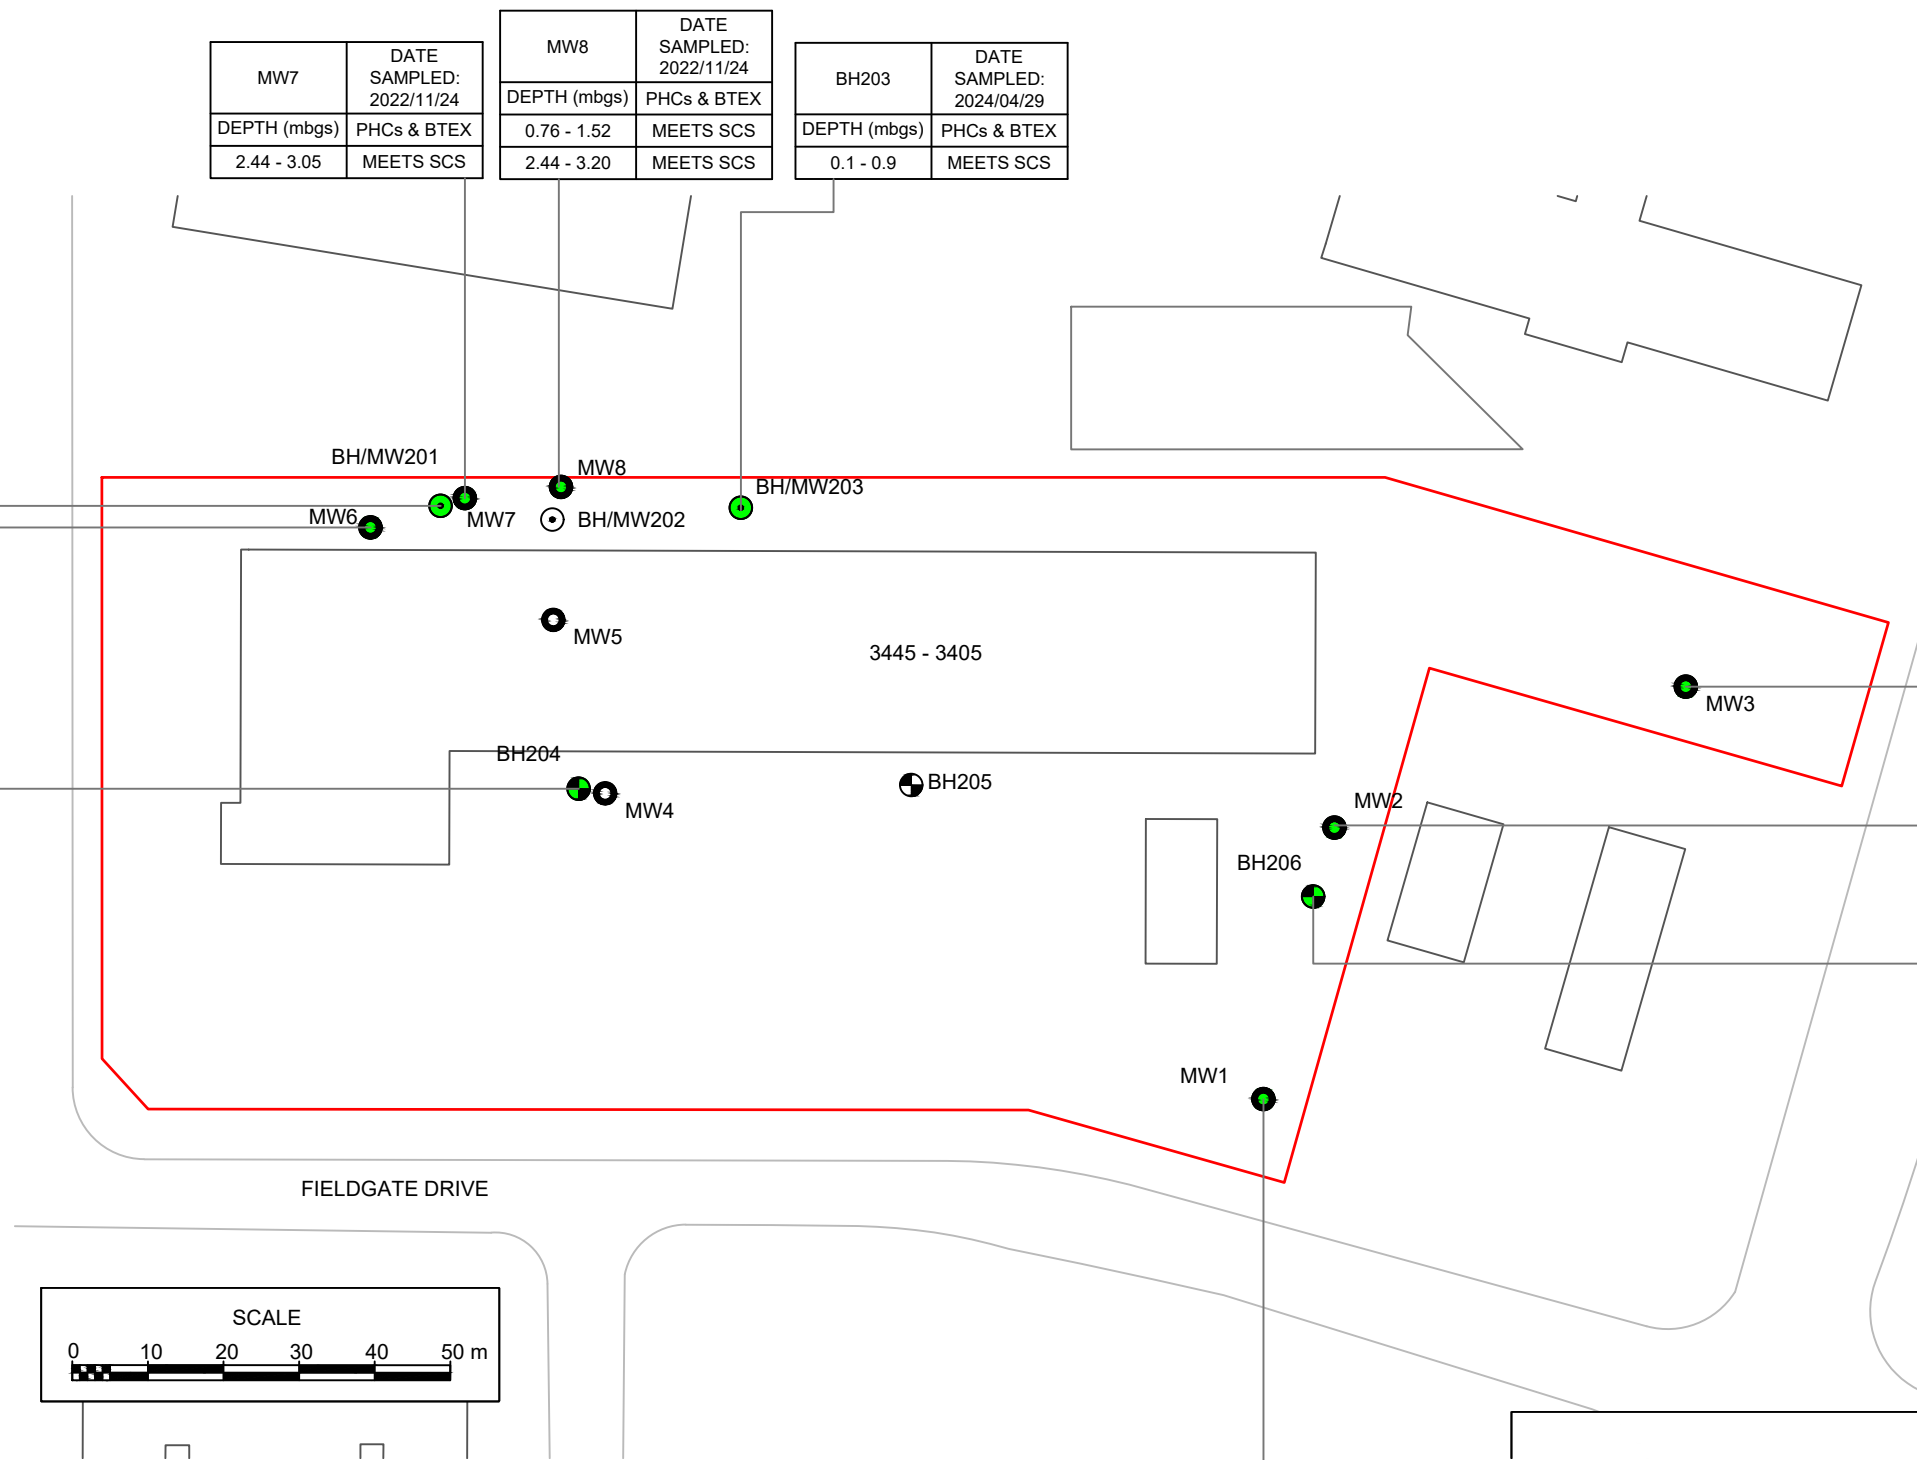 MW7
DATE
SAMPLED:
2022/11/24
DEPTH (mbgs) PHCs & BTEX
2.44 - 3.05 MEETS SCS
MW8
DATE
SAMPLED:
2022/11/24
DEPTH (mbgs) PHCs & BTEX
0.76 - 1.52 MEETS SCS
2.44 - 3.20 MEETS SCS
BH203
DATE
SAMPLED:
2024/04/29
DEPTH (mbgs) PHCs & BTEX
0.1 - 0.9 MEETS SCS
BH/MW201
MW8
BH/MW203
MW6
MW7
BH/MW202
MW5
3445 - 3405
MW3
BH204
BH205
MW4
MW2
BH206
MW1
FIELDGATE DRIVE
SCALE
0 10 20 30 40 50 m